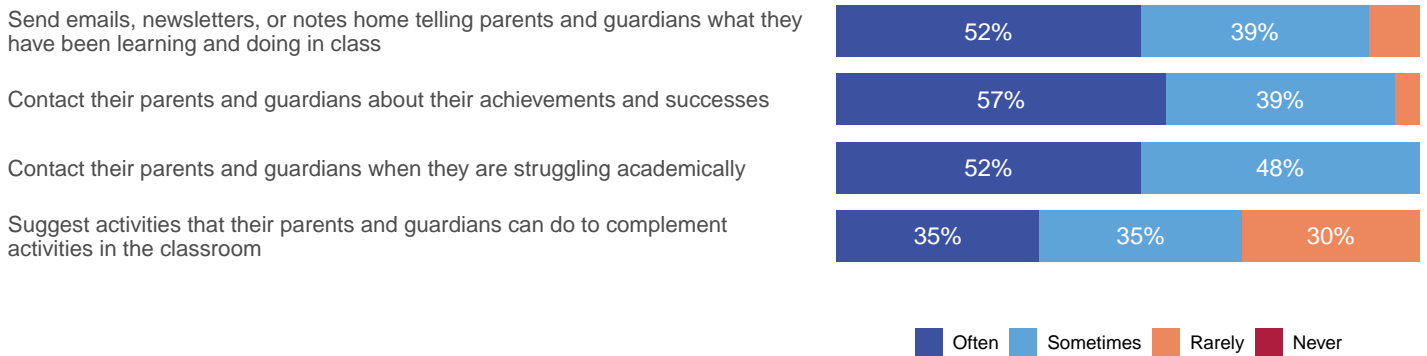 Send emails, newsletters, or notes home telling parents and guardians what they
have been learning and doing in class
52%
39%
Contact their parents and guardians about their achievements and successes
57%
39%
Contact their parents and guardians when they are struggling academically
52%
48%
Suggest activities that their parents and guardians can do to complement
activities in the classroom
35%
35%
30%
Often
Sometimes
Rarely
Never